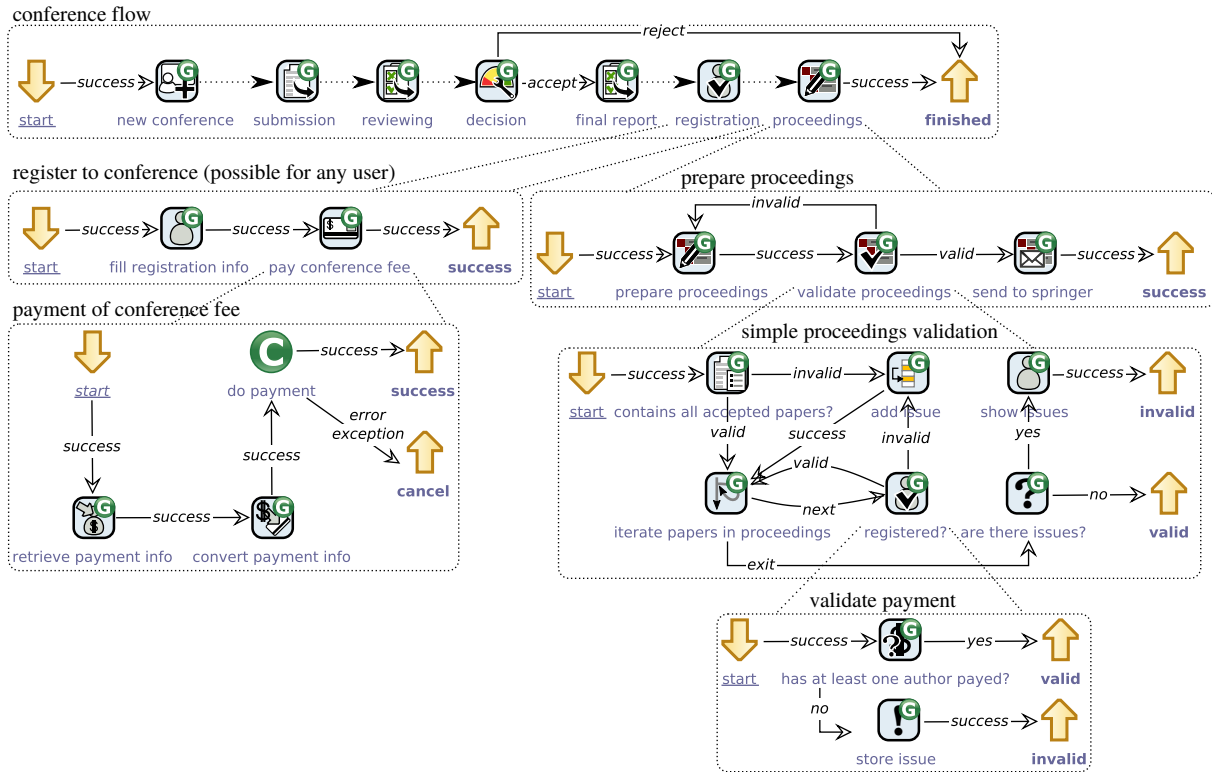 conference flow
reject
success
accept
success
start
new conference
submission
reviewing
decision
final report
registration
proceedings
finished
register to conference (possible for any user)
success
success
success
start
fill registration info
pay conference fee
success
prepare proceedings
invalid
success
success
valid
success
start
prepare proceedings
validate proceedings
send to springer
success
payment of conference fee
C
success
start
do payment
success
error
exception
success
success
cancel
success
retrieve payment info
convert payment info
simple proceedings validation
success
invalid
success
start
contains all accepted papers?
add issue
show issues
invalid
valid
success
invalid
yes
valid
next
no
iterate papers in proceedings
registered?
are there issues?
valid
exit
validate payment
success
yes
start
has at least one author payed?
valid
no
success
store issue
invalid